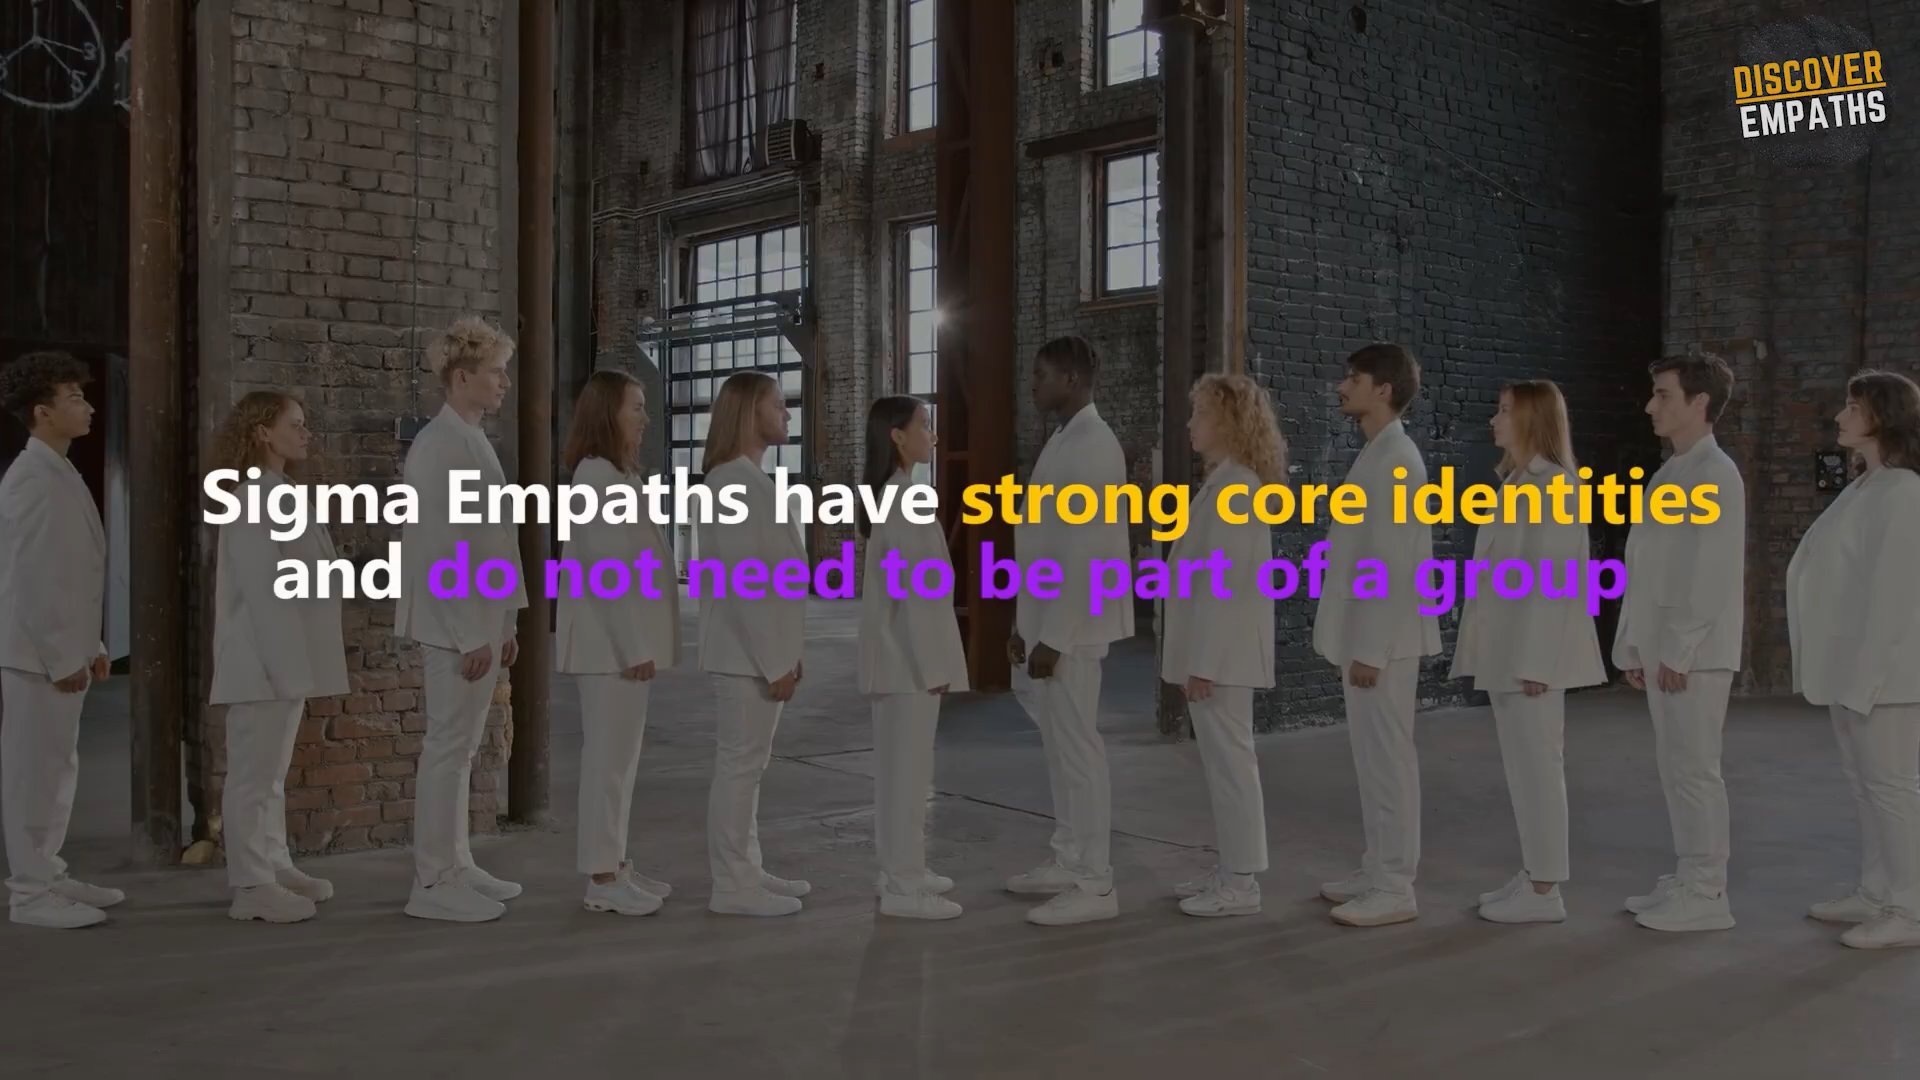 DISCOVER
EMPATHS
Sigma Empaths have strong core identities
and do not need to be part of a group